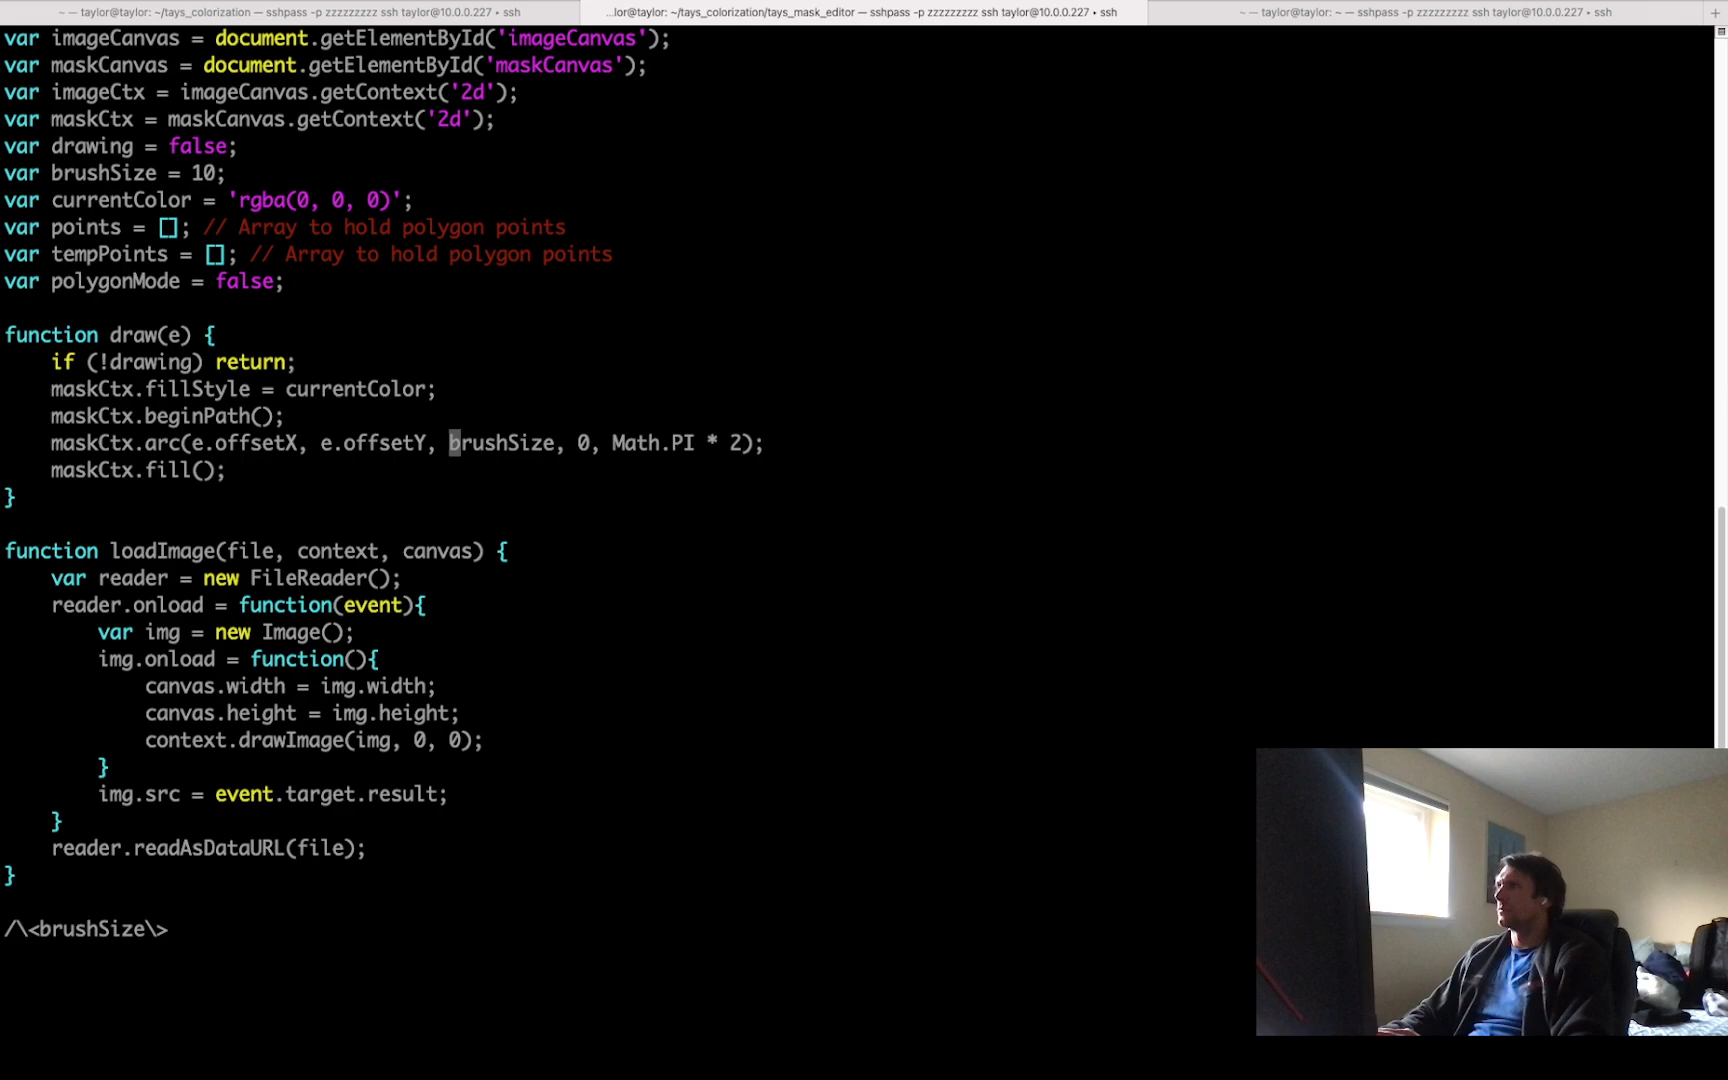 ~ — taylor@taylor: ~/tays_colorization — sshpass -p zzzzzzzzz ssh taylor@10.0.0.227 • ssh
...lor@taylor: ~/tays_colorization/tays_mask_editor — sshpass -p zzzzzzzzz ssh taylor@10.0.0.227 • ssh
~ — taylor@taylor: ~ — sshpass -p zzzzzzzzz ssh taylor@10.0.0.227 • ssh
+
var imageCanvas = document.getElementById('imageCanvas');
var maskCanvas = document.getElementById('maskCanvas');
var imageCtx = imageCanvas.getContext('2d');
var maskCtx = maskCanvas.getContext('2d');
var drawing = false;
var brushSize = 10;
var currentColor = 'rgba(0, 0, 0)';
var points = []; // Array to hold polygon points
var tempPoints = []; // Array to hold polygon points
var polygonMode = false;
function draw(e) {
    if (!drawing) return;
    maskCtx.fillStyle = currentColor;
    maskCtx.beginPath();
    maskCtx.arc(e.offsetX, e.offsetY, brushSize, 0, Math.PI * 2);
    maskCtx.fill();
}
function loadImage(file, context, canvas) {
    var reader = new FileReader();
    reader.onload = function(event){
        var img = new Image();
        img.onload = function(){
            canvas.width = img.width;
            canvas.height = img.height;
            context.drawImage(img, 0, 0);
        }
        img.src = event.target.result;
    }
    reader.readAsDataURL(file);
}
/\<brushSize\>